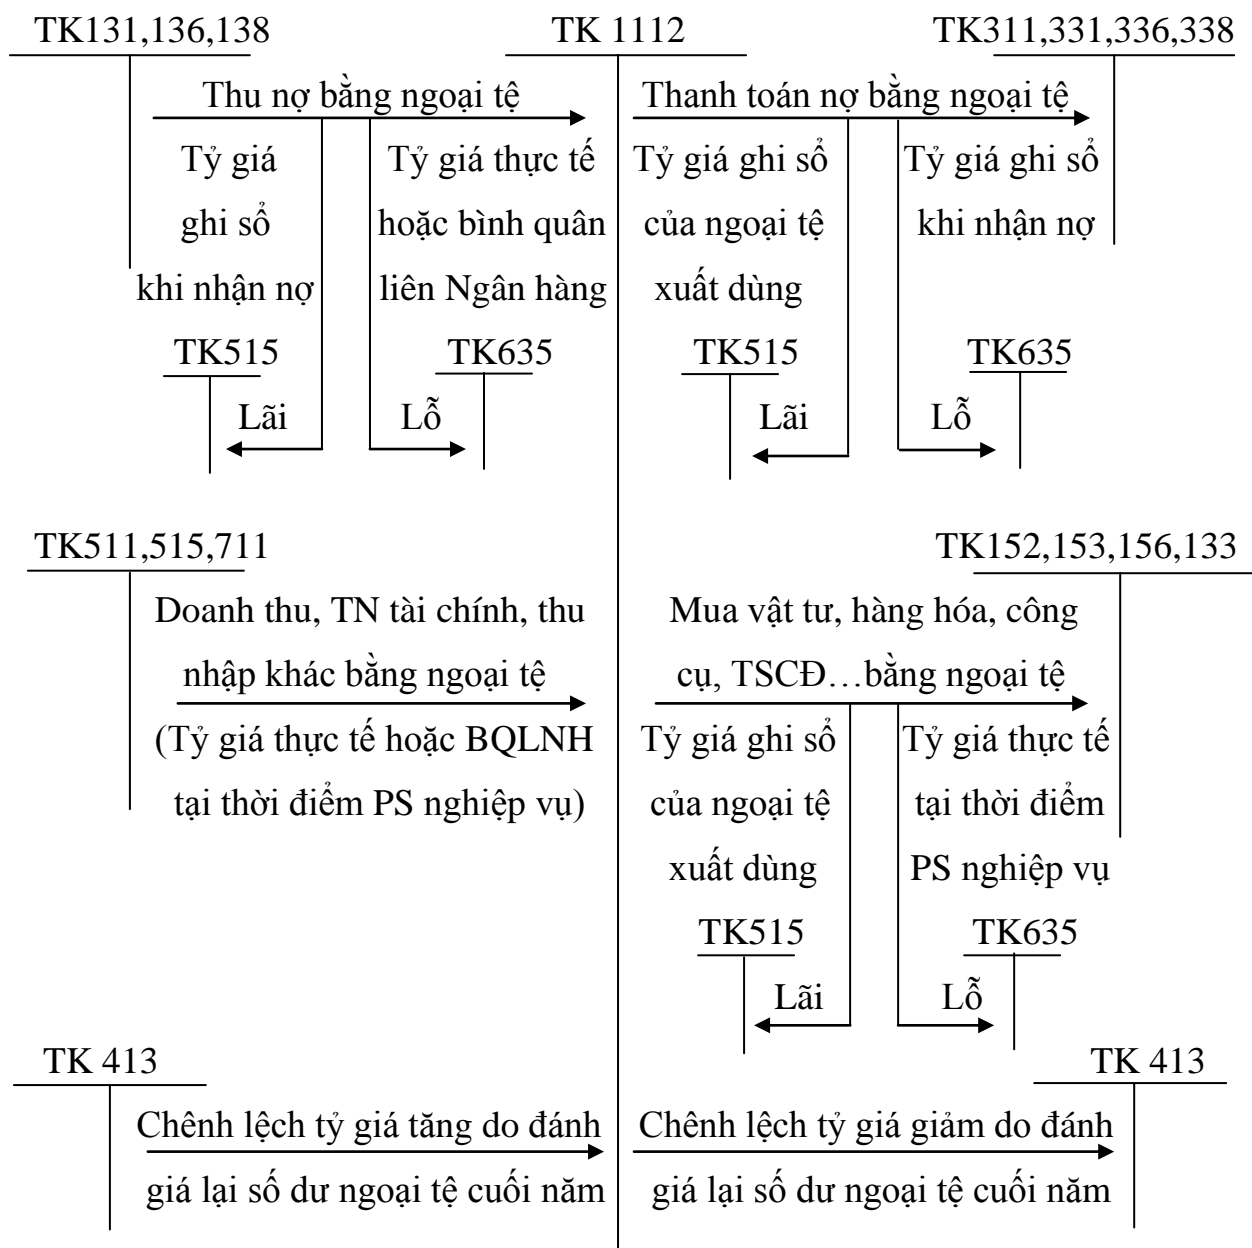 TK131,136,138
TK 1112
TK311,331,336,338
Thu nợ bằng ngoại tệ
Thanh toán nợ bằng ngoại tệ
Tỷ giá
ghi sổ
khi nhận nợ
Tỷ giá thực tế
hoặc bình quân
liên Ngân hàng
Tỷ giá ghi sổ
của ngoại tệ
xuất dùng
Tỷ giá ghi sổ
khi nhận nợ
TK515
TK635
TK515
TK635
Lãi
Lỗ
Lãi
Lỗ
TK511,515,711
TK152,153,156,133
Doanh thu, TN tài chính, thu
nhập khác bằng ngoại tệ
(Tỷ giá thực tế hoặc BQLNH
tại thời điểm PS nghiệp vụ)
Mua vật tư, hàng hóa, công
cụ, TSCĐ…bằng ngoại tệ
Tỷ giá ghi sổ
của ngoại tệ
xuất dùng
Tỷ giá thực tế
tại thời điểm
PS nghiệp vụ
TK515
TK635
Lãi
Lỗ
TK 413
TK 413
Chênh lệch tỷ giá tăng do đánh
giá lại số dư ngoại tệ cuối năm
Chênh lệch tỷ giá giảm do đánh
giá lại số dư ngoại tệ cuối năm